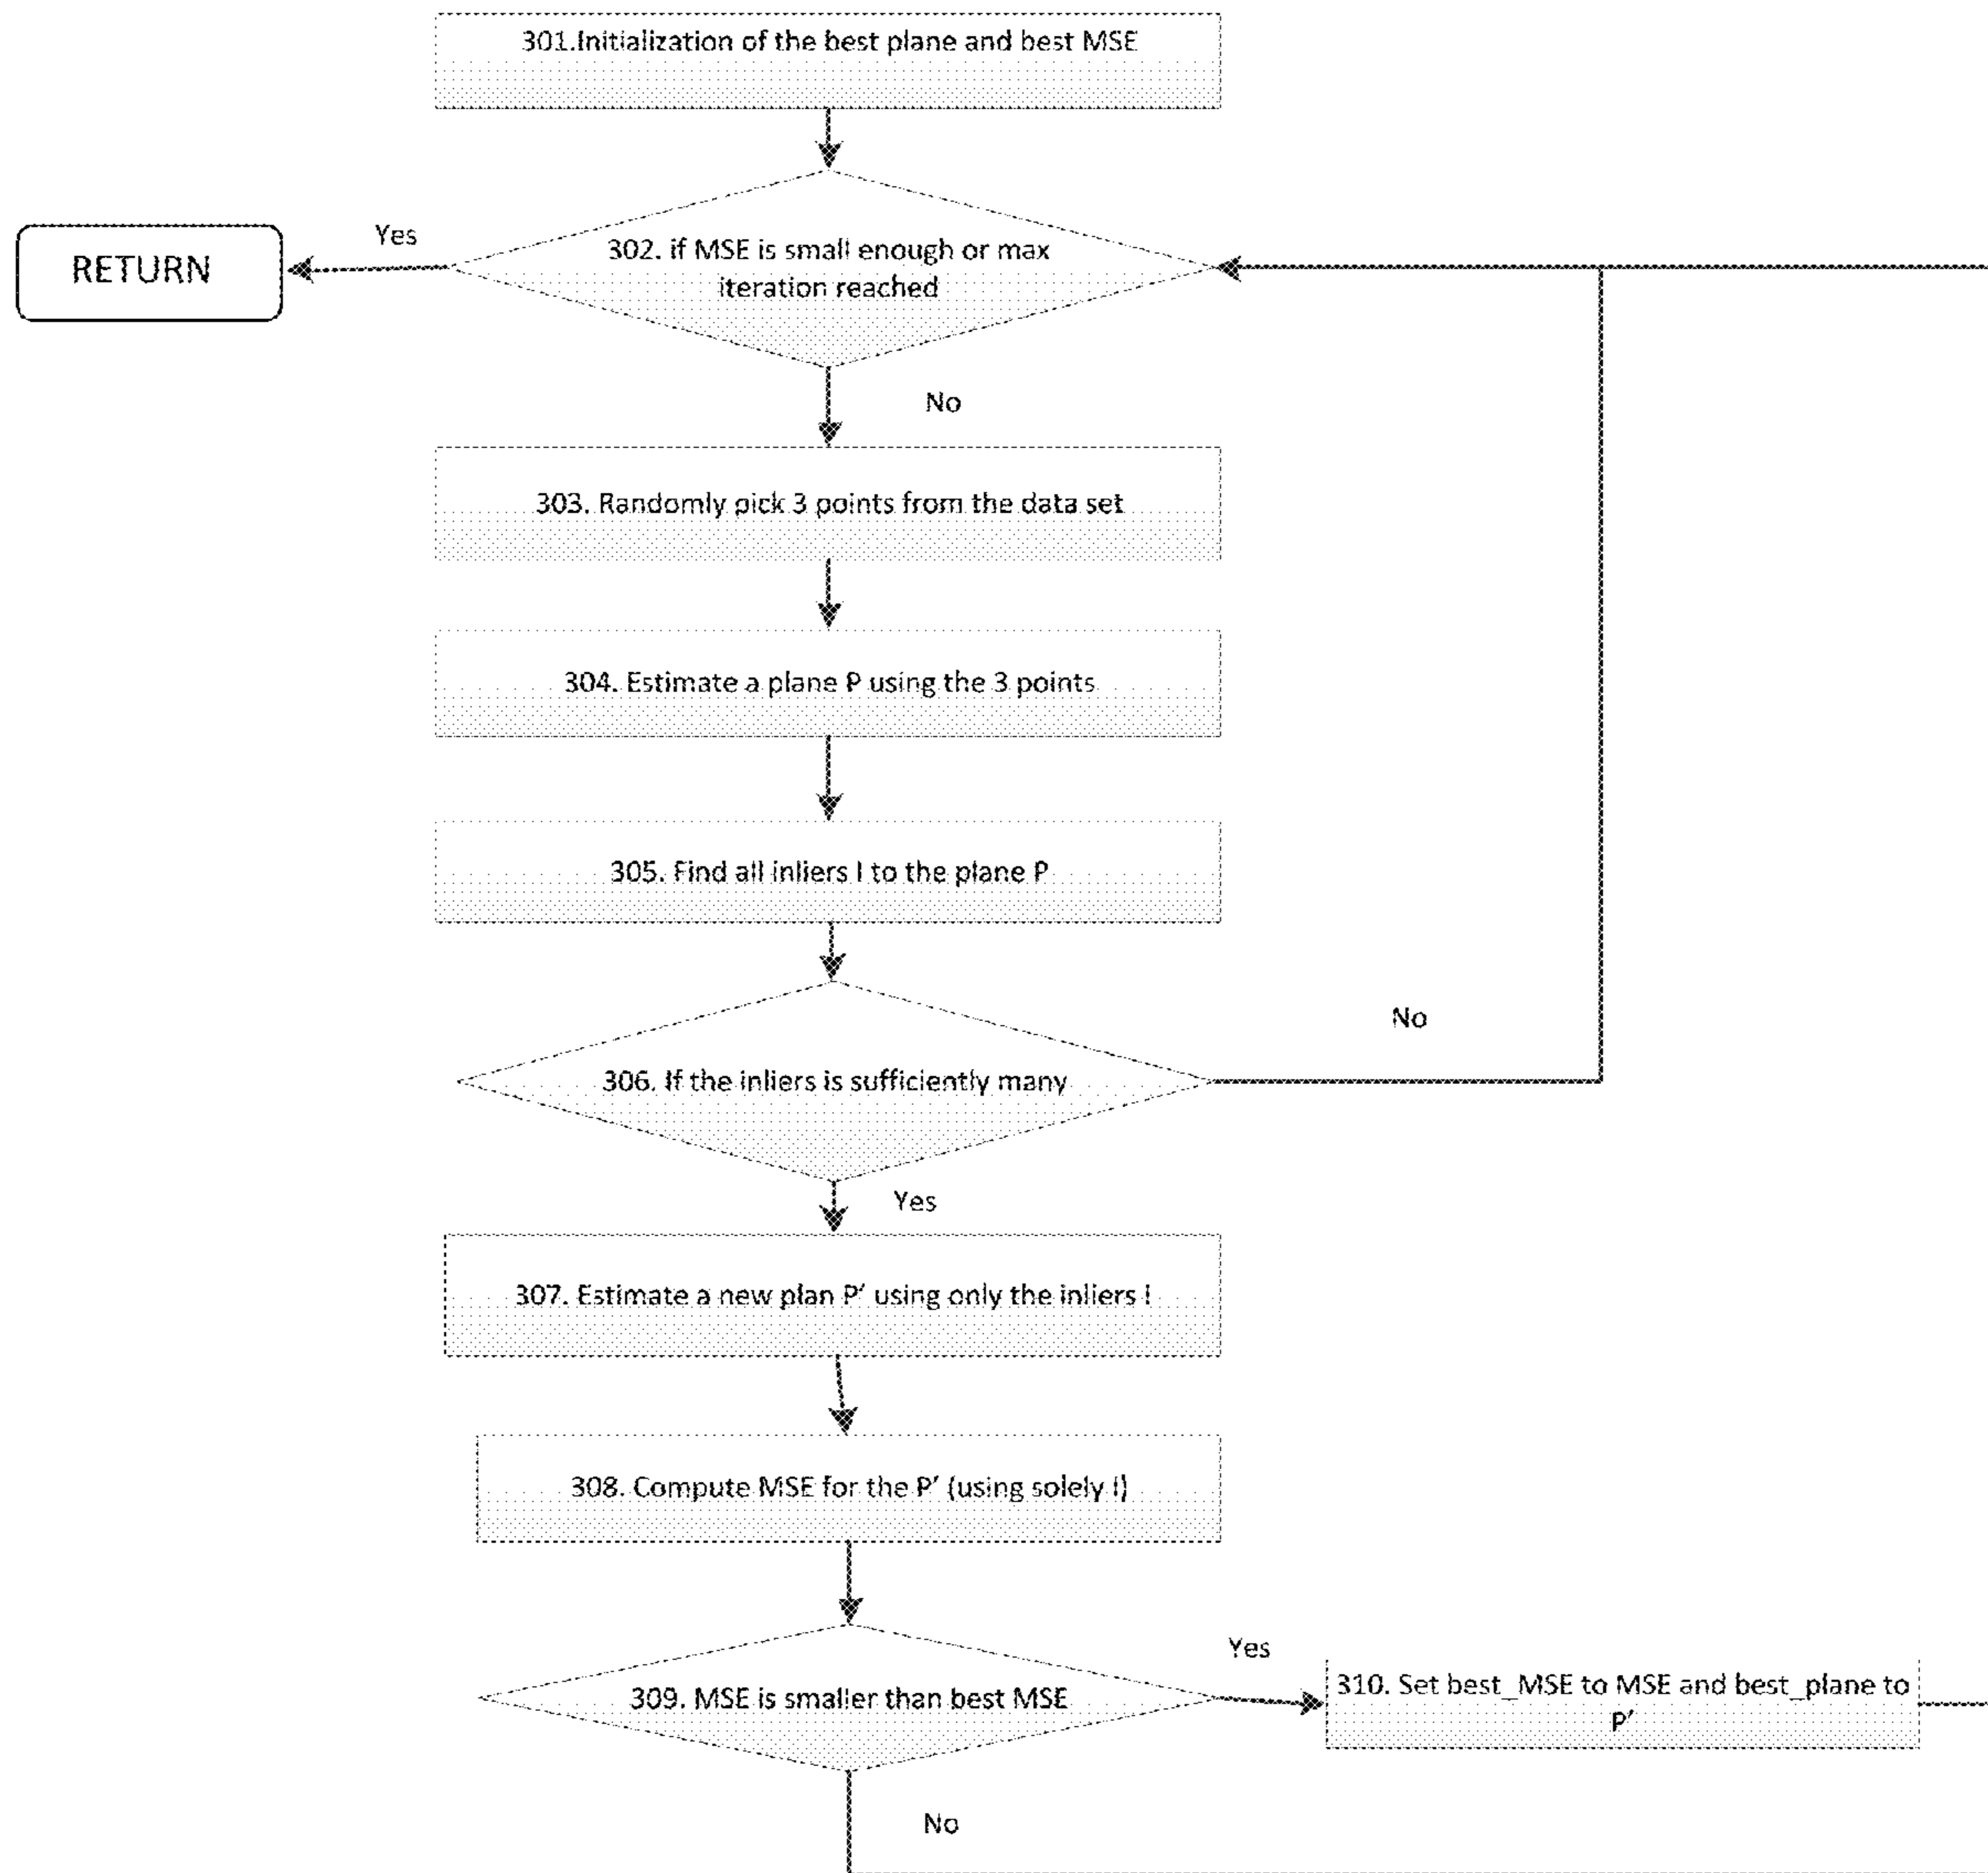 301.Initialization of the best plane and best MSE
Yes
RETURN
302. if MSE is small enough or max
iteration reached
No
303. Randomly pick 3 points from the data set
304. Estimate a plane P using the 3 points
305. Find all inliers I to the plane P
No
306. If the inliers is sufficiently many
Yes
307. Estimate a new plan P' using only the inliers I
308. Compute MSE for the P' (using solely I)
Yes
309. MSE is smaller than best MSE
310. Set best_MSE to MSE and best_plane to
P'
No